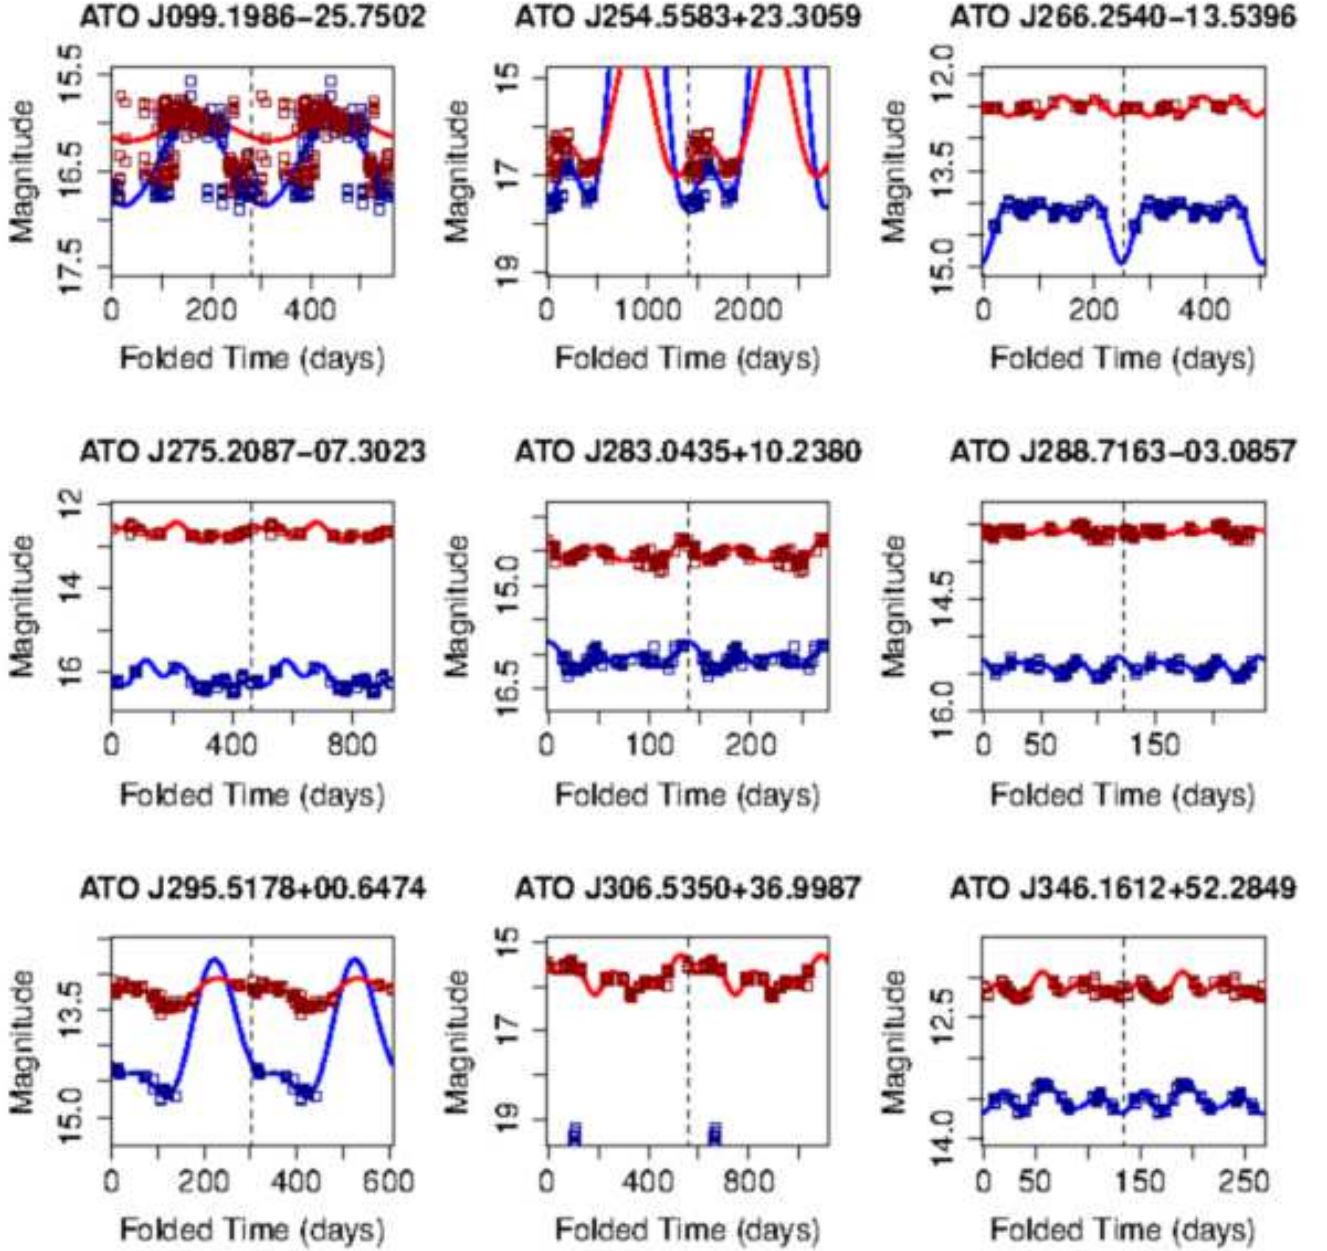 ATO J099.1986−25.7502
ATO J254.5583+23.3059
ATO J266.2540−13.5396
Magnitude
15.5
16.5
17.5
0
200
400
Folded Time (days)
Magnitude
15
17
19
0
1000
2000
Folded Time (days)
Magnitude
12.0
13.5
15.0
0
200
400
Folded Time (days)
ATO J275.2087−07.3023
ATO J283.0435+10.2380
ATO J288.7163−03.0857
Magnitude
12
14
16
0
400
800
Folded Time (days)
Magnitude
15.0
16.5
0
100
200
Folded Time (days)
Magnitude
14.5
16.0
0
50
150
Folded Time (days)
ATO J295.5178+00.6474
ATO J306.5350+36.9987
ATO J346.1612+52.2849
Magnitude
13.5
15.0
0
200
400
600
Folded Time (days)
Magnitude
15
17
19
0
400
800
Folded Time (days)
Magnitude
12.5
14.0
0
50
150
250
Folded Time (days)